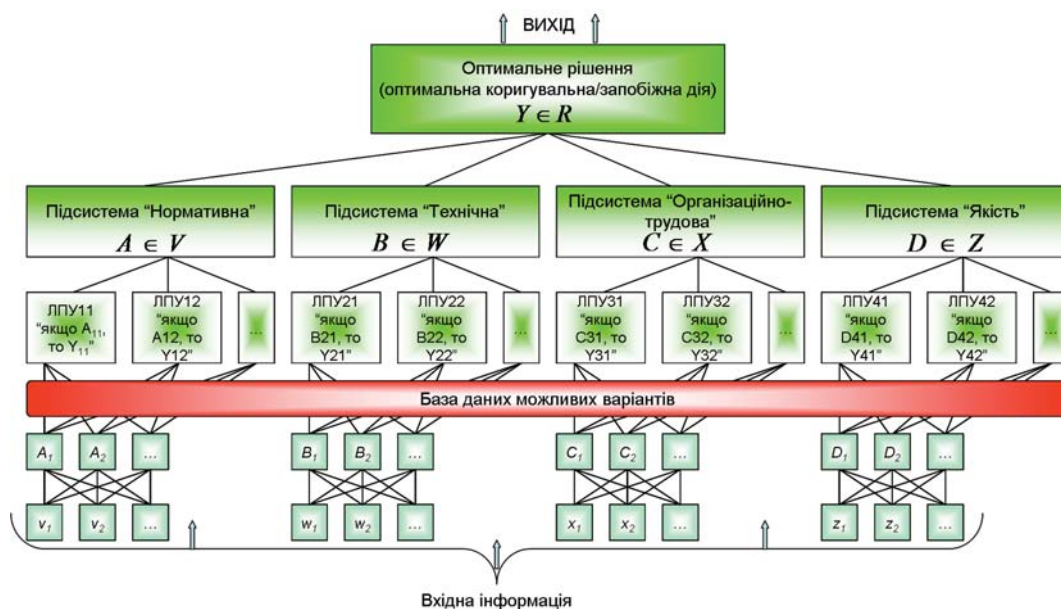 ВИХІД
Оптимальне рішення
(оптимальна коригувальна/запобіжна дія)
Y ∈ R
Підсистема “Нормативна”
A ∈ V
Підсистема “Технічна”
B ∈ W
Підсистема “Організаційно-
трудова”
C ∈ X
Підсистема “Якість”
D ∈ Z
ЛПУ11
“якщо A₁₁,
то Y₁₁”
ЛПУ12
“якщо
A12, то
Y12”
...
ЛПУ21
“якщо
B21, то
Y21”
ЛПУ22
“якщо
B22, то
Y22”
...
ЛПУ31
“якщо
C31, то
Y31”
ЛПУ32
“якщо
C32, то
Y32”
...
ЛПУ41
“якщо
D41, то
Y41”
ЛПУ42
“якщо
D42, то
Y42”
...
База даних можливих варіантів
A₁ A₂ ... B₁ B₂ ... C₁ C₂ ... D₁ D₂ ...
v₁ v₂ ... w₁ w₂ ... x₁ x₂ ... z₁ z₂ ...
Вхідна інформація